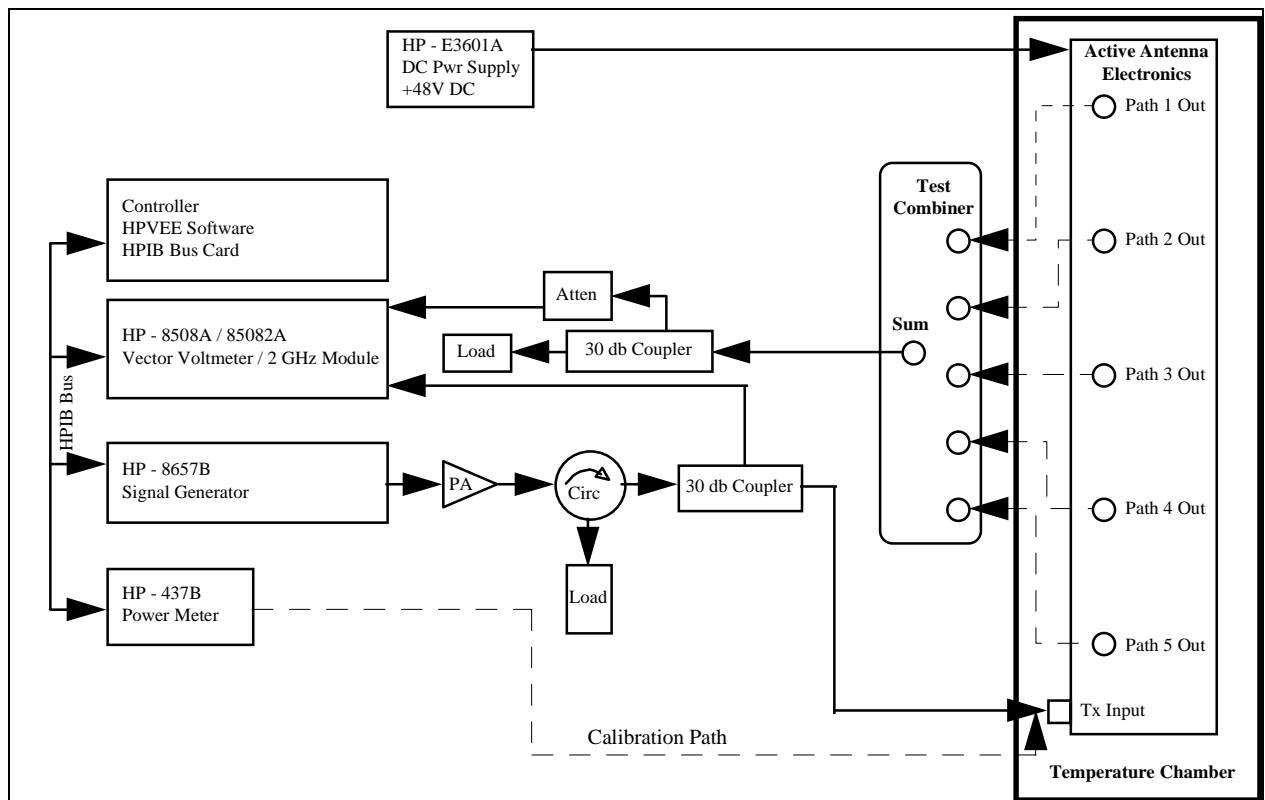 HP - E3601A
DC Pwr Supply
+48V DC
Active Antenna
Electronics
Path 1 Out
Path 2 Out
Path 3 Out
Path 4 Out
Path 5 Out
Tx Input
Temperature Chamber
Test
Combiner
Sum
Controller
HPVEE Software
HPIB Bus Card
HP - 8508A / 85082A
Vector Voltmeter / 2 GHz Module
HPIB Bus
Atten
Load
30 db Coupler
HP - 8657B
Signal Generator
PA
Circ
30 db Coupler
Load
HP - 437B
Power Meter
Calibration Path